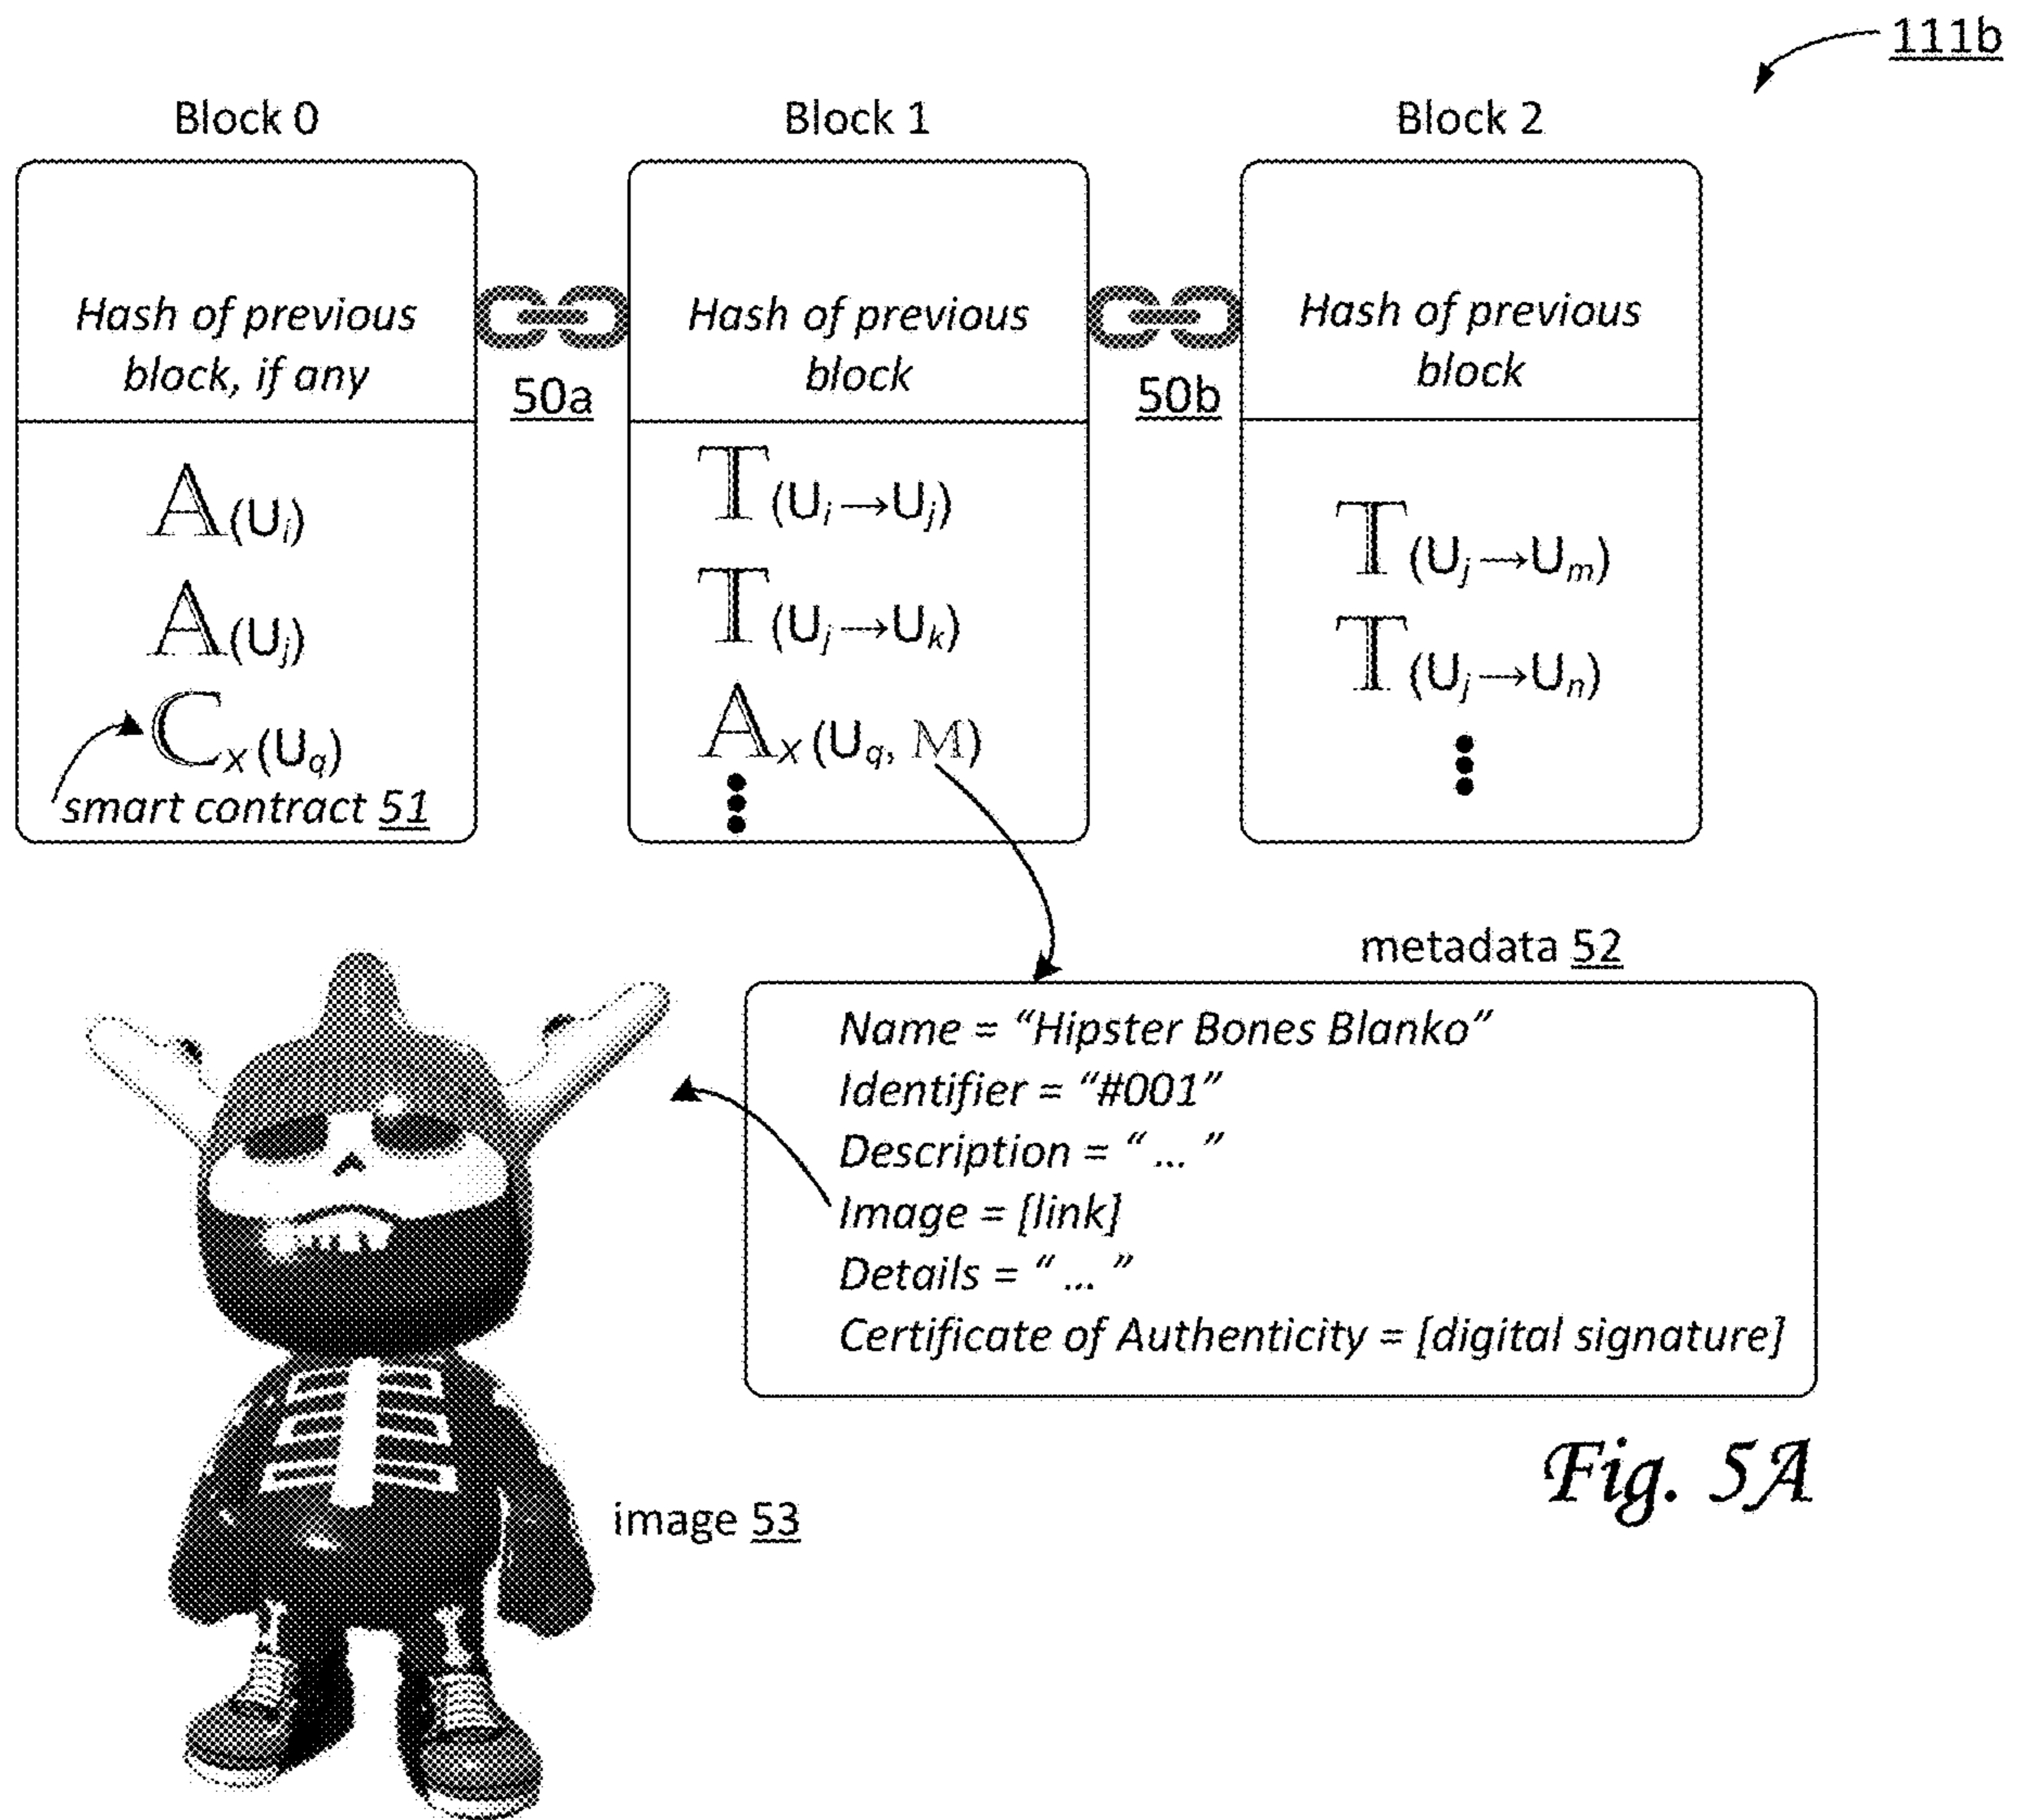 111b
Block 0
Block 1
Block 2
Hash of previous
block, if any
50a
Hash of previous
block
50b
Hash of previous
block
A(Ui)
A(Uj)
Cx(Uq)
smart contract 51
T(Ui→Uj)
T(Uj→Uk)
Ax(Uq, M)
T(Uj→Um)
T(Uj→Un)
metadata 52
Name = “Hipster Bones Blanko”
Identifier = “#001”
Description = “ ... ”
Image = [link]
Details = “ ... ”
Certificate of Authenticity = [digital signature]
image 53
Fig. 5A